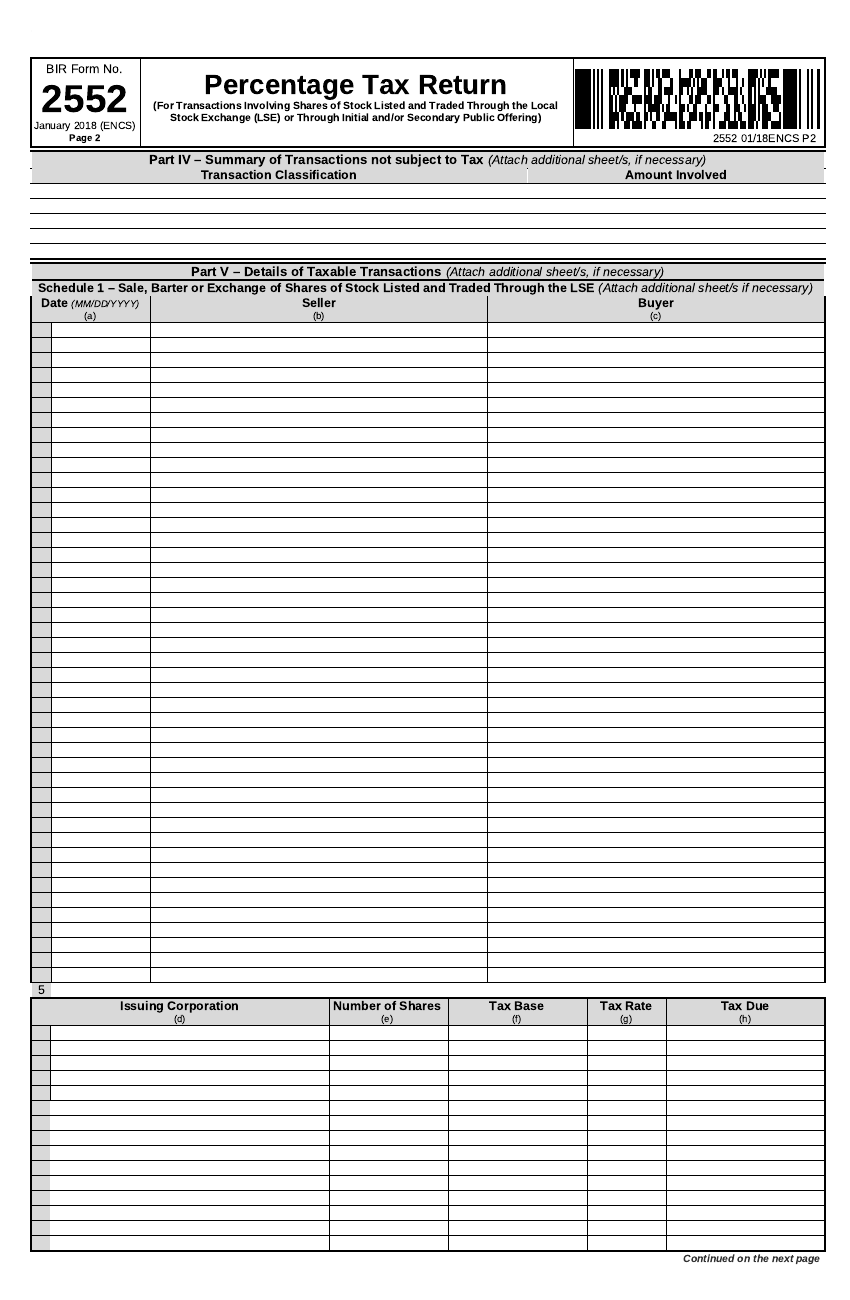 BIR Form No.
2552
January 2018 (ENCS)
Page 2
Percentage Tax Return
(For Transactions Involving Shares of Stock Listed and Traded Through the Local
Stock Exchange (LSE) or Through Initial and/or Secondary Public Offering)
2552 01/18ENCS P2
Part IV – Summary of Transactions not subject to Tax (Attach additional sheet/s, if necessary)
Transaction Classification Amount Involved
Part V – Details of Taxable Transactions (Attach additional sheet/s, if necessary)
Schedule 1 – Sale, Barter or Exchange of Shares of Stock Listed and Traded Through the LSE (Attach additional sheet/s if necessary)
Date (MM/DD/YYYY) Seller Buyer
(a) (b) (c)
5
Issuing Corporation Number of Shares Tax Base Tax Rate Tax Due
(d) (e) (f) (g) (h)
Continued on the next page